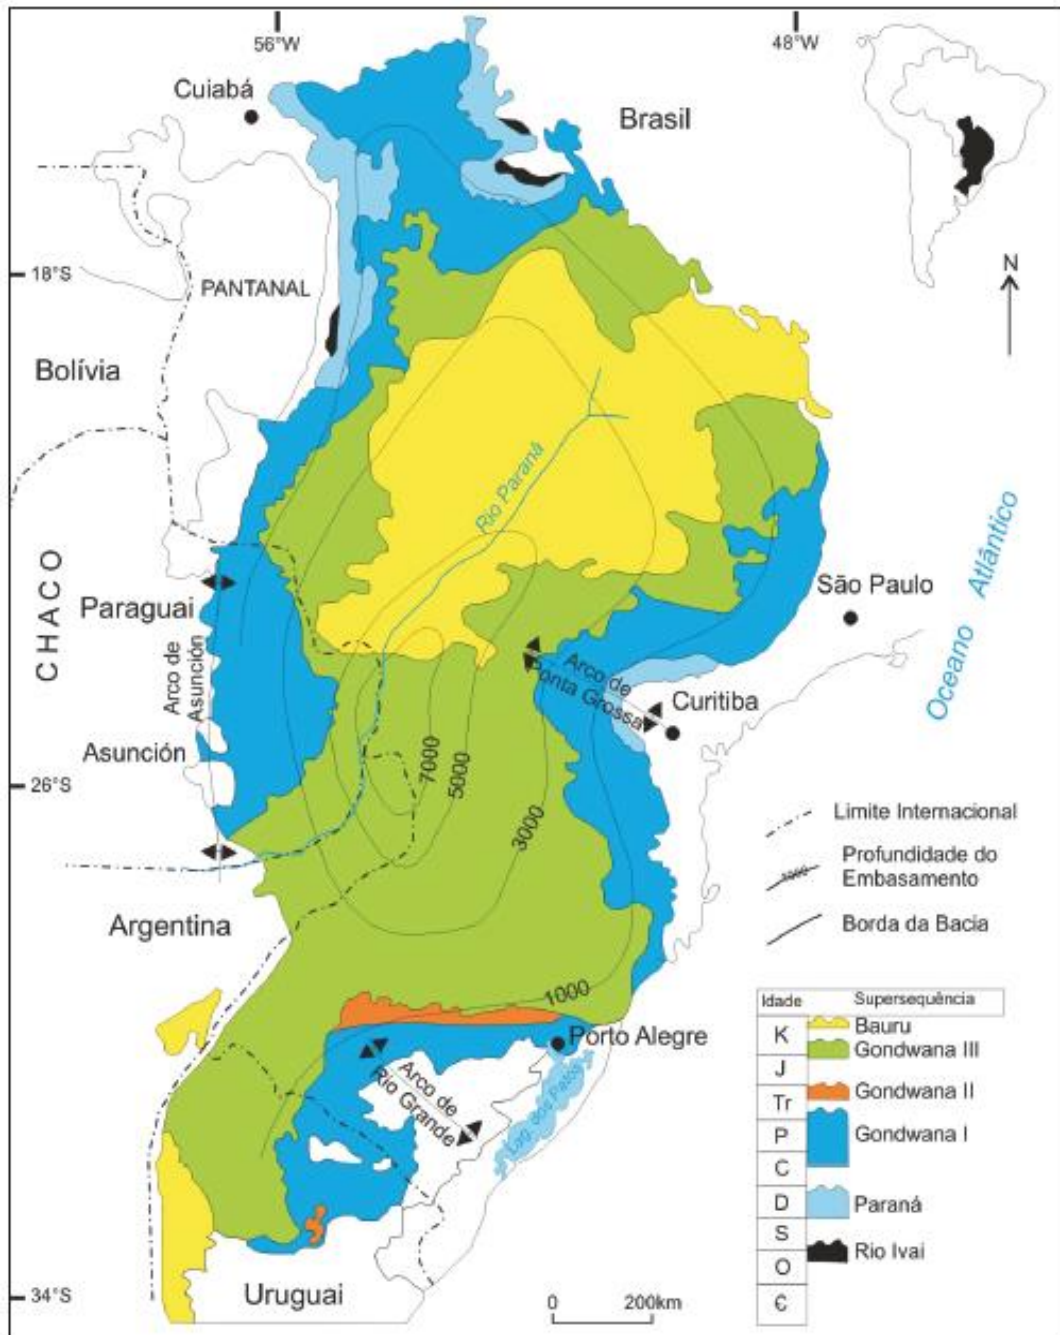 56°W
48°W
Cuiabá
Brasil
N
18°S
PANTANAL
Bolívia
Rio Paraná
CHACO
Paraguai
Arco de
Asunción
São Paulo
Oceano Atlântico
Arco de
Ponta Grossa
Curitiba
Asunción
7000
5000
3000
26°S
Limite Internacional
1000
Profundidade do
Embasamento
Borda da Bacia
Argentina
1000
Porto Alegre
Arco de
Rio Grande
Lag. dos Patos
Idade
Supersequência
K
Bauru
Gondwana III
J
Gondwana II
Tr
P
Gondwana I
C
D
Paraná
S
Rio Ivai
O
Є
Uruguai
34°S
0
200km